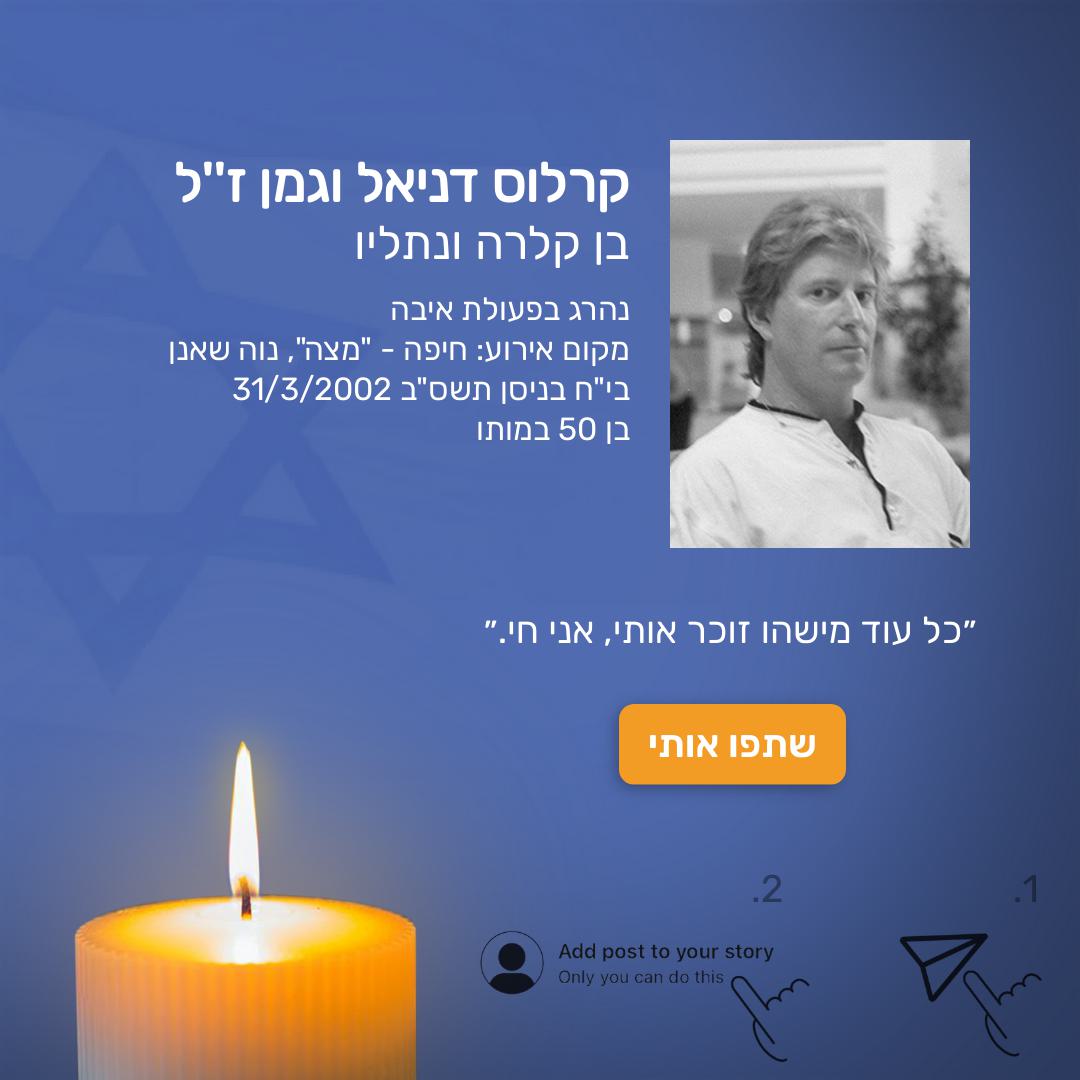 קרלוס דניאל וגמן ז"ל
בן קלרה ונתליו
נהרג בפעולת איבה
מקום אירוע: חיפה - "מצה", נוה שאנן
בי"ח בניסן תשס"ב 31/3/2002
בן 50 במותו
״כל עוד מישהו זוכר אותי, אני חי.״
שתפו אותי
1.
2.
Add post to your story
Only you can do this